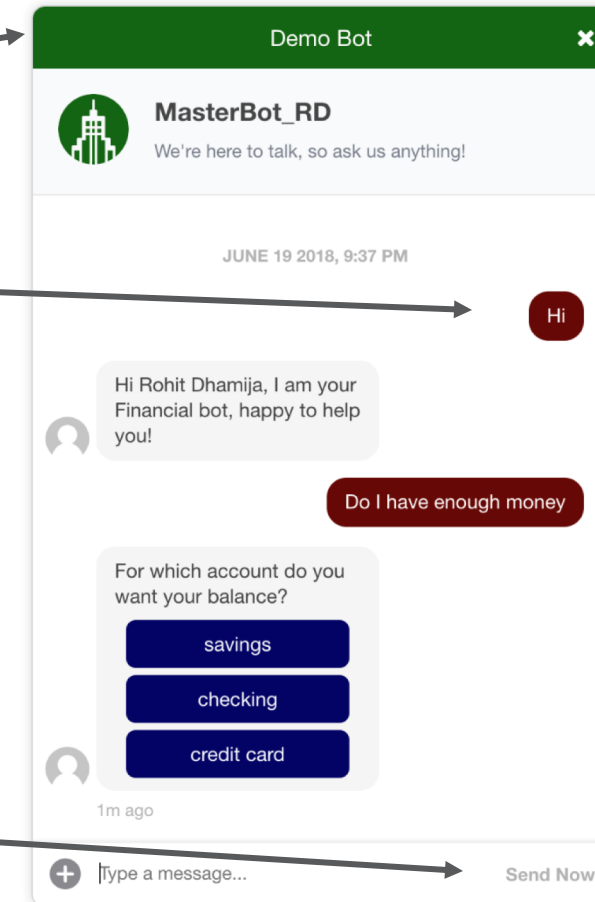 Demo Bot
MasterBot_RD
We're here to talk, so ask us anything!
JUNE 19 2018, 9:37 PM
Hi
Hi Rohit Dhamija, I am your
Financial bot, happy to help
you!
Do I have enough money
For which account do you
want your balance?
savings
checking
credit card
1m ago
Type a message...
Send Now